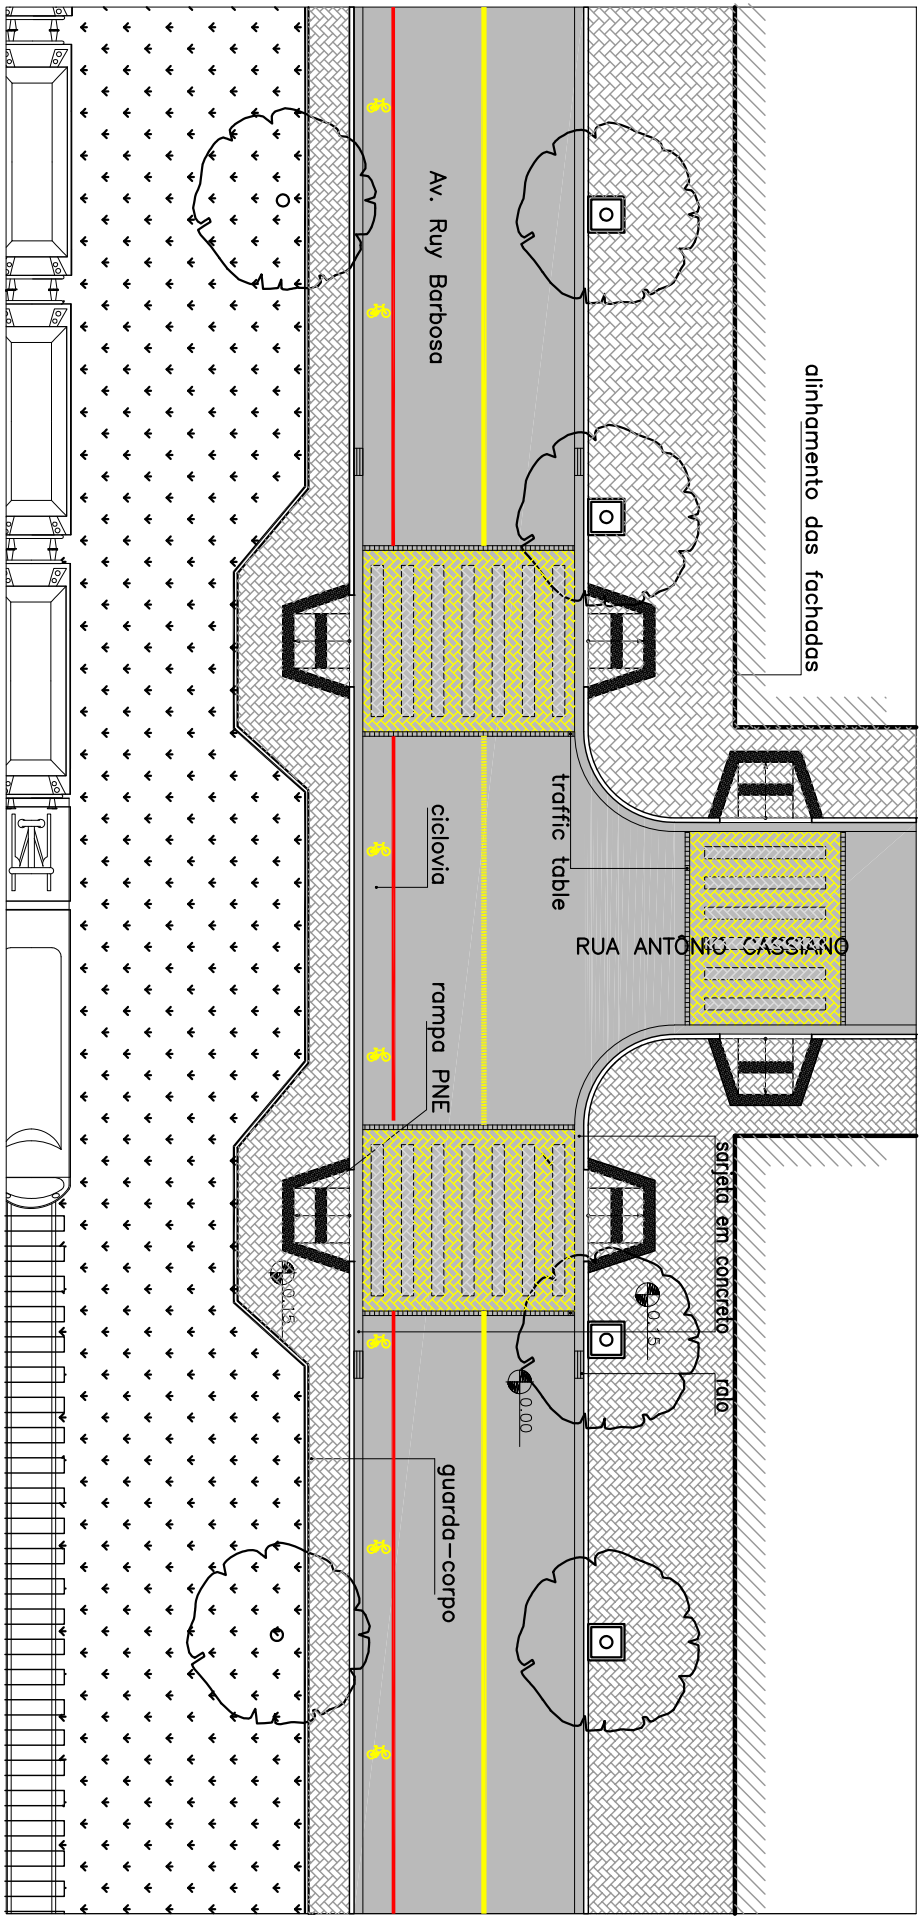 Av. Ruy Barbosa
alinhamento das fachadas
traffic table
ciclovia
RUA ANTÔNIO CASSIANO
rampa PNE
sarjeta em concreto
ralo
0.15
0.15
0.00
guarda-corpo